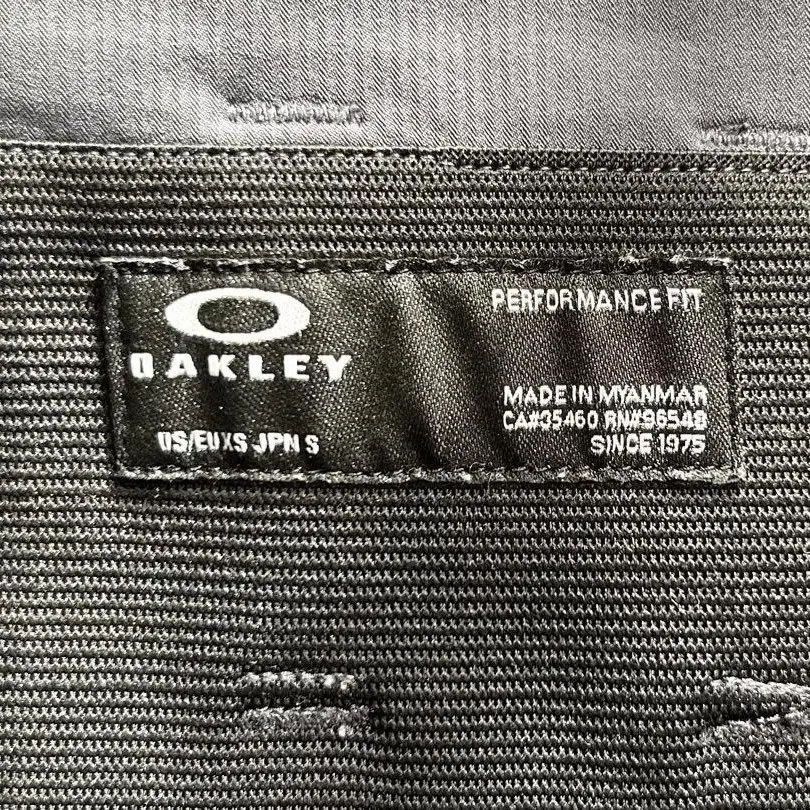 OAKLEY
US/EUXS JPN S
PERFORMANCE FIT
MADE IN MYANMAR
CA#35460 RN#96548
SINCE 1975